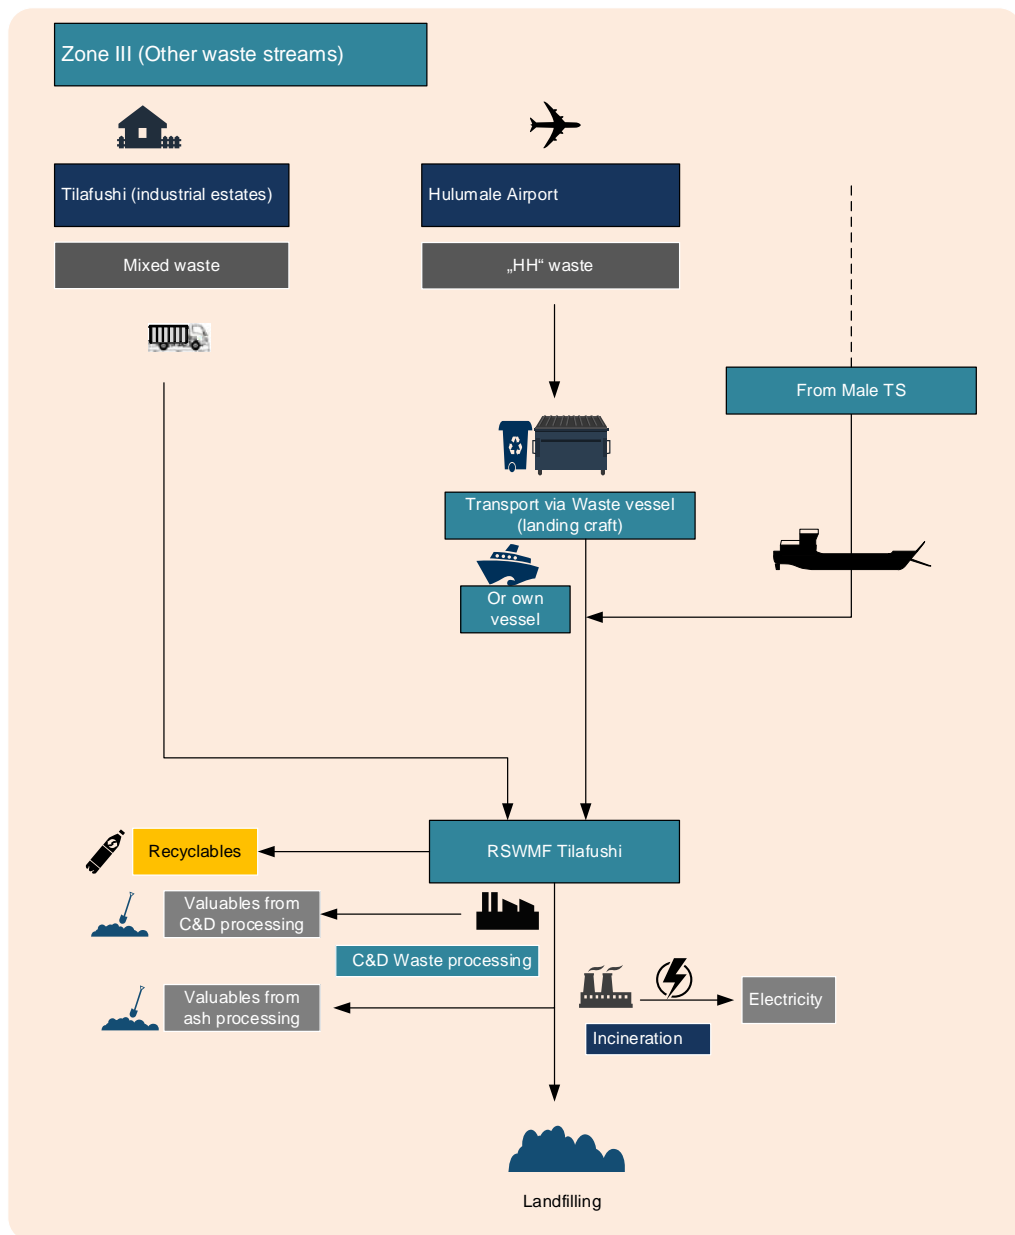 Zone III (Other waste streams)
Tilafushi (industrial estates)
Hulumale Airport
Mixed waste
„HH“ waste
From Male TS
Transport via Waste vessel
(landing craft)
Or own
vessel
RSWMF Tilafushi
Recyclables
Valuables from
C&D processing
C&D Waste processing
Valuables from
ash processing
Electricity
Incineration
Landfilling